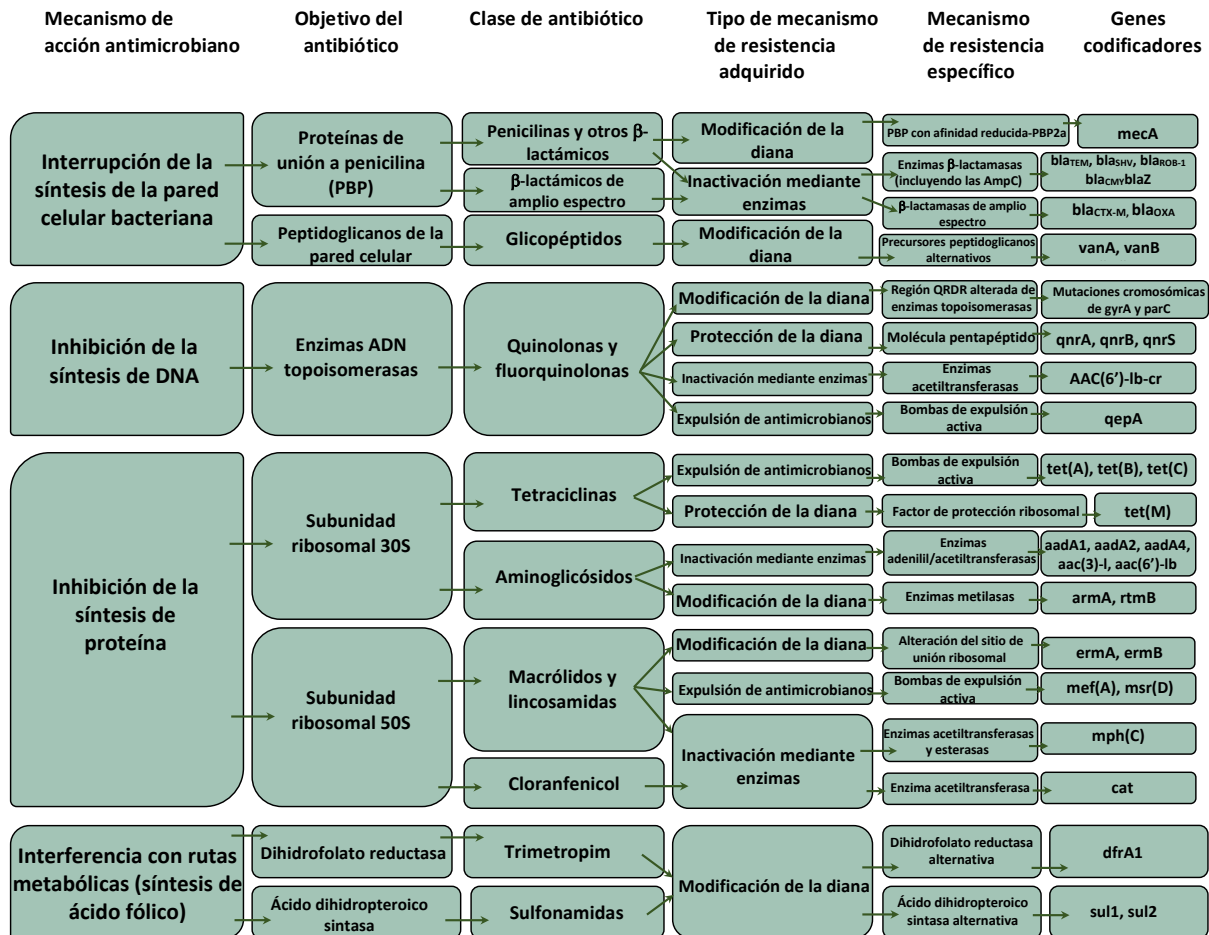 Mecanismo de
acción antimicrobiano
Objetivo del
antibiótico
Clase de antibiótico
Tipo de mecanismo
de resistencia
adquirido
Mecanismo
de resistencia
específico
Genes
codificadores
Interrupción de la
síntesis de la pared
celular bacteriana
Proteínas de
unión a penicilina
(PBP)
Penicilinas y otros β-
lactámicos
Modificación de la
diana
PBP con afinidad reducida-PBP2a
mecA
β-lactámicos de
amplio espectro
Inactivación mediante
enzimas
Enzimas β-lactamasas
(incluyendo las AmpC)
blaTEM, blaSHV, blaROB-1
blaCMYblaZ
β-lactamasas de amplio
espectro
blaCTX-M, blaOXA
Peptidoglicanos de la
pared celular
Glicopéptidos
Modificación de la
diana
Precursores peptidoglicanos
alternativos
vanA, vanB
Inhibición de la
síntesis de DNA
Enzimas ADN
topoisomerasas
Quinolonas y
fluorquinolonas
Modificación de la diana
Región QRDR alterada de
enzimas topoisomerasas
Mutaciones cromosómicas
de gyrA y parC
Protección de la diana
Molécula pentapéptido
qnrA, qnrB, qnrS
Inactivación mediante enzimas
Enzimas
acetiltransferasas
AAC(6’)-lb-cr
Expulsión de antimicrobianos
Bombas de expulsión
activa
qepA
Inhibición de la
síntesis de
proteína
Subunidad
ribosomal 30S
Tetraciclinas
Expulsión de antimicrobianos
Bombas de expulsión
activa
tet(A), tet(B), tet(C)
Protección de la diana
Factor de protección ribosomal
tet(M)
Aminoglicósidos
Inactivación mediante enzimas
Enzimas
adenilil/acetiltransferasas
aadA1, aadA2, aadA4,
aac(3)-l, aac(6’)-lb
Modificación de la diana
Enzimas metilasas
armA, rtmB
Subunidad
ribosomal 50S
Macrólidos y
lincosamidas
Modificación de la diana
Alteración del sitio de
unión ribosomal
ermA, ermB
Expulsión de antimicrobianos
Bombas de expulsión
activa
mef(A), msr(D)
Inactivación mediante
enzimas
Enzimas acetiltransferasas
y esterasas
mph(C)
Cloranfenicol
Enzima acetiltransferasa
cat
Interferencia con rutas
metabólicas (síntesis de
ácido fólico)
Dihidrofolato reductasa
Trimetropim
Modificación de la diana
Dihidrofolato reductasa
alternativa
dfrA1
Ácido dihidropteroico
sintasa
Sulfonamidas
Ácido dihidropteroico
sintasa alternativa
sul1, sul2